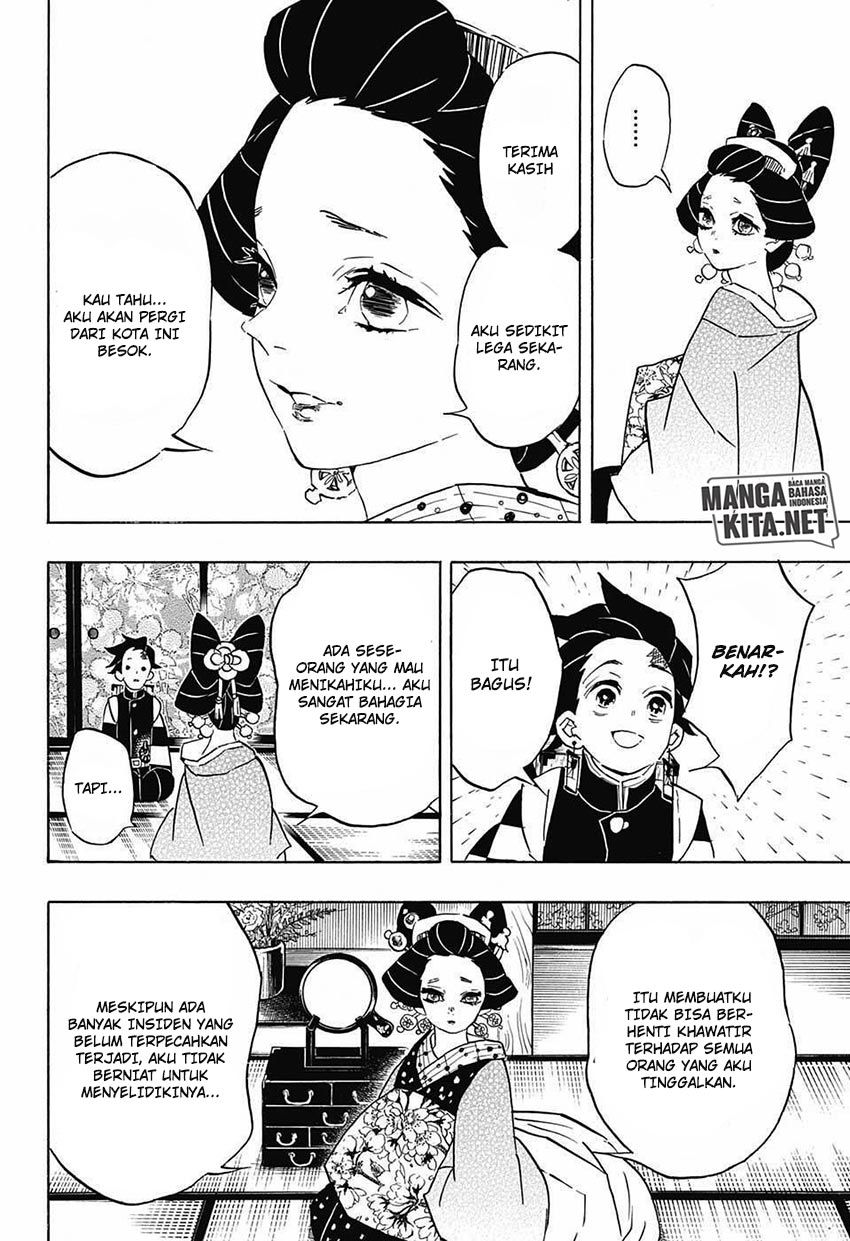 ......
TERIMA
KASIH
AKU SEDIKIT
LEGA SEKA-
RANG.
KAU TAHU...
AKU AKAN PERGI
DARI KOTA INI
BESOK.
MANGA
KITA.NET
BACA MANGA
BAHASA
INDONESIA
BENAR-
KAH!?
ITU
BAGUS!
ADA SESE-
ORANG YANG MAU
MENIKAHIKU... AKU
SANGAT BAHAGIA
SEKARANG.
TAPI...
ITU MEMBUATKU
TIDAK BISA BER-
HENTI KHAWATIR
TERHADAP SEMUA
ORANG YANG AKU
TINGGALKAN.
MESKIPUN ADA
BANYAK INSIDEN YANG
BELUM TERPECAHKAN
TERJADI, AKU TIDAK
BERNIAT UNTUK
MENYELIDIKINYA...